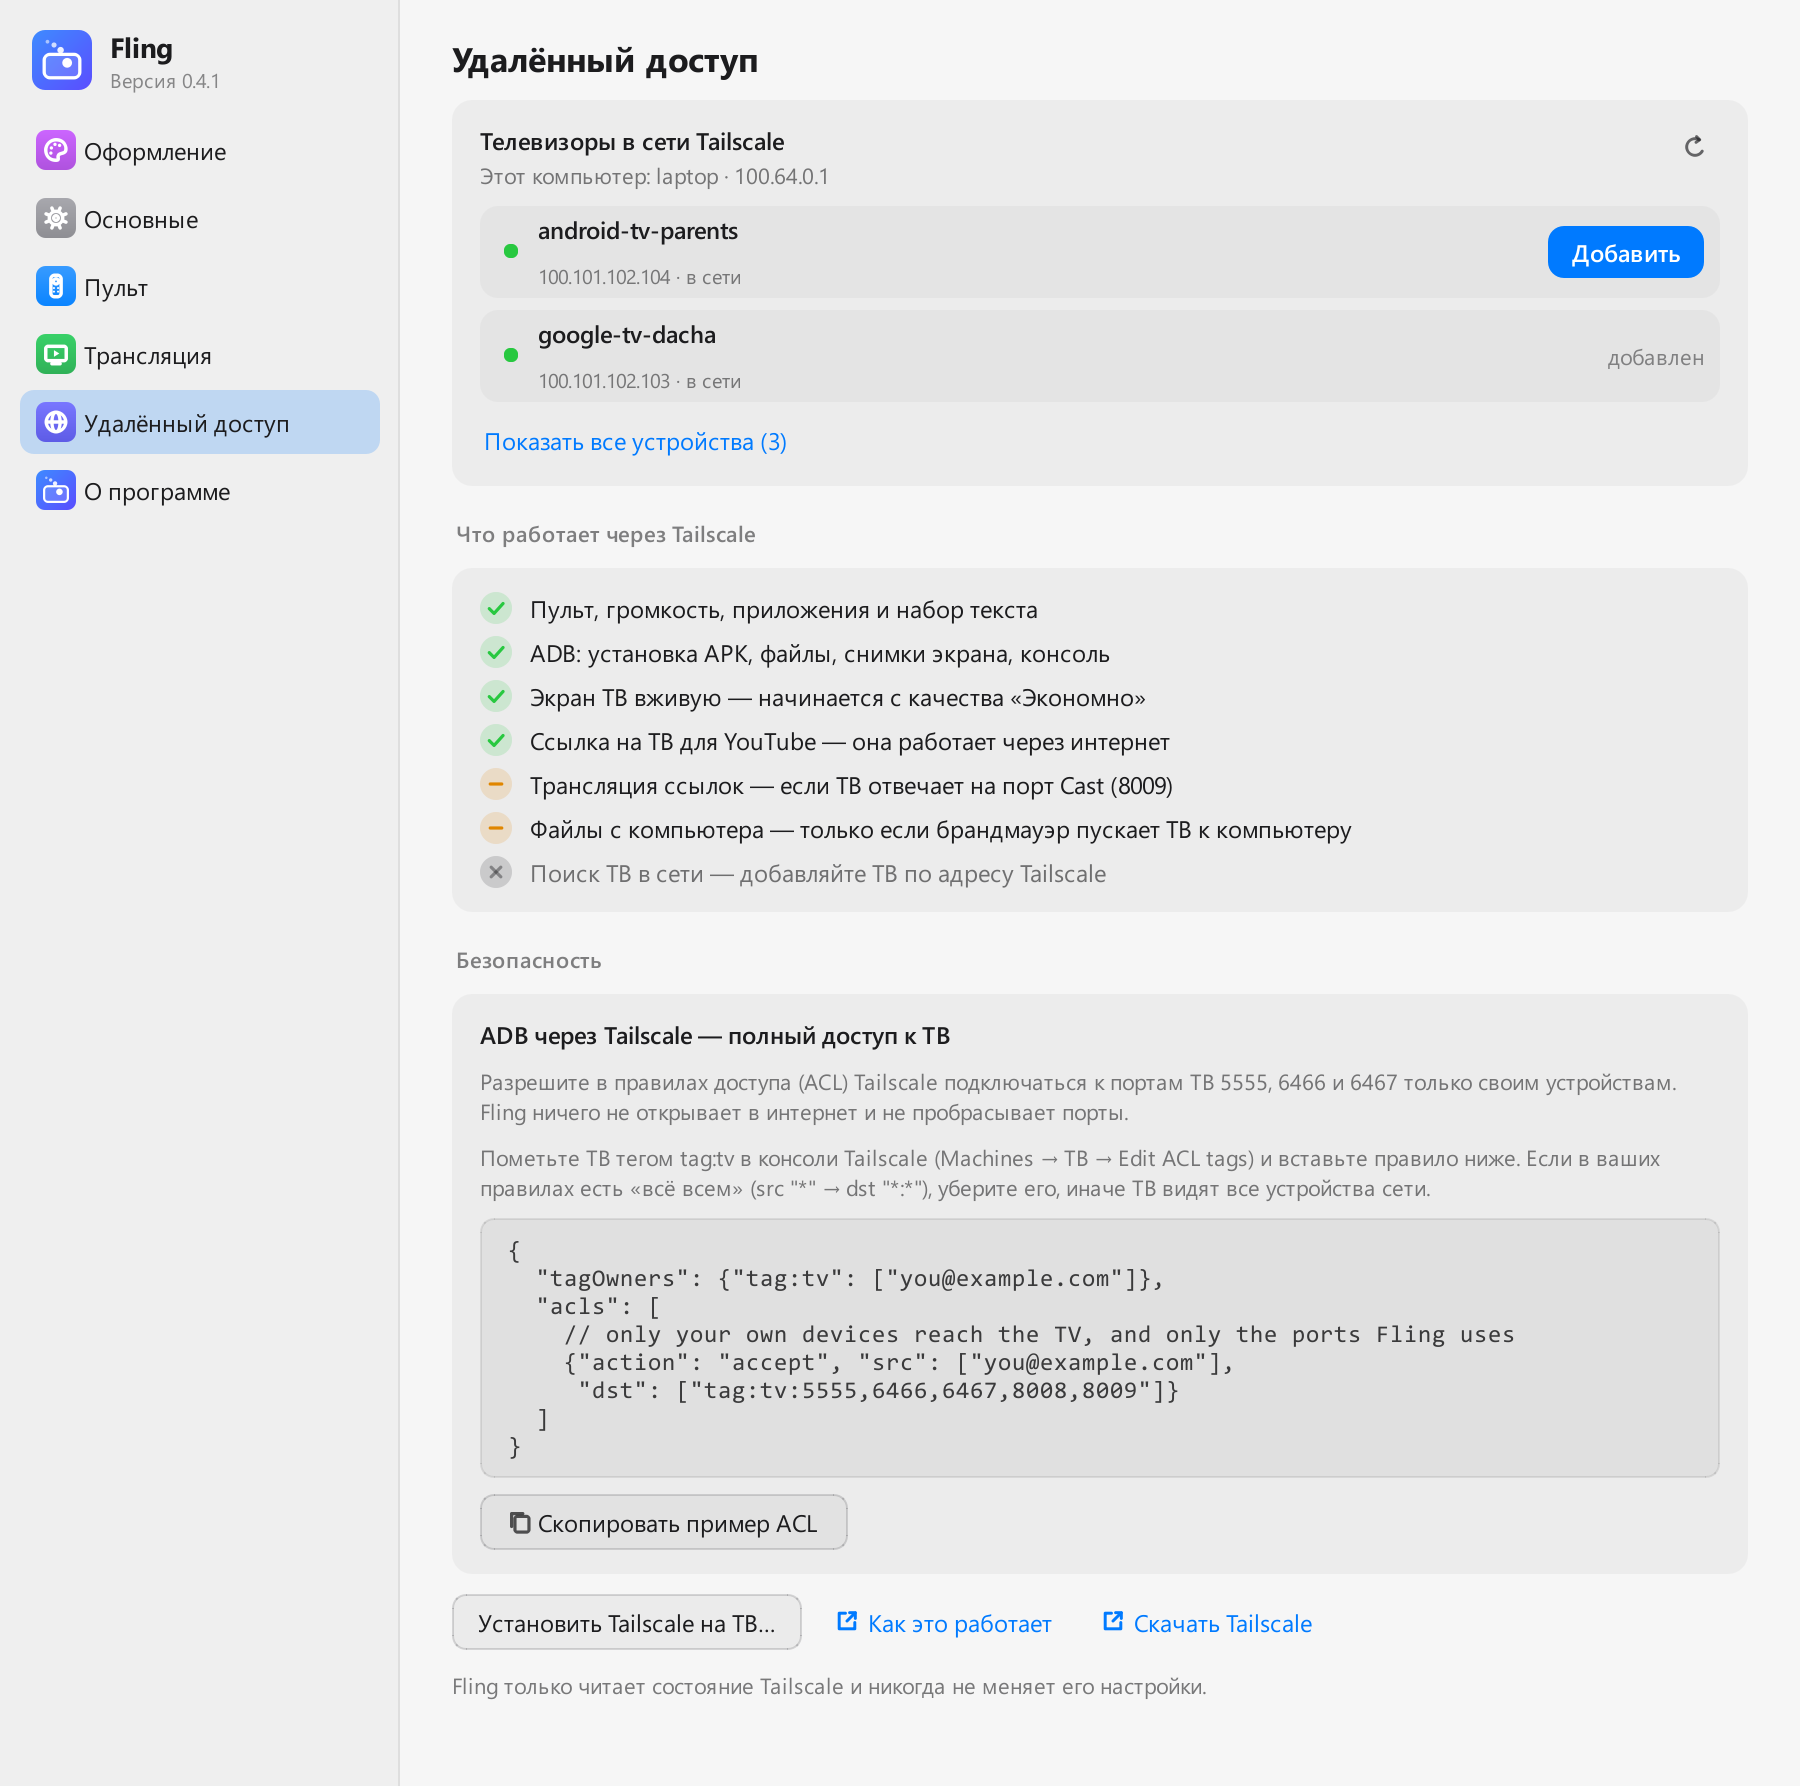 Fling
Версия 0.4.1
Оформление
Основные
Пульт
Трансляция
Удалённый доступ
О программе
Удалённый доступ
Телевизоры в сети Tailscale
Этот компьютер: laptop · 100.64.0.1
android-tv-parents
100.101.102.104 · в сети
Добавить
google-tv-dacha
100.101.102.103 · в сети
добавлен
Показать все устройства (3)
Что работает через Tailscale
Пульт, громкость, приложения и набор текста
ADB: установка APK, файлы, снимки экрана, консоль
Экран ТВ вживую — начинается с качества «Экономно»
Ссылка на ТВ для YouTube — она работает через интернет
Трансляция ссылок — если ТВ отвечает на порт Cast (8009)
Файлы с компьютера — только если брандмауэр пускает ТВ к компьютеру
Поиск ТВ в сети — добавляйте ТВ по адресу Tailscale
Безопасность
ADB через Tailscale — полный доступ к ТВ
Разрешите в правилах доступа (ACL) Tailscale подключаться к портам ТВ 5555, 6466 и 6467 только своим устройствам.
Fling ничего не открывает в интернет и не пробрасывает порты.
Пометьте ТВ тегом tag:tv в консоли Tailscale (Machines → ТВ → Edit ACL tags) и вставьте правило ниже. Если в ваших
правилах есть «всё всем» (src "*" → dst "*:*"), уберите его, иначе ТВ видят все устройства сети.
{
  "tagOwners": {"tag:tv": ["you@example.com"]},
  "acls": [
    // only your own devices reach the TV, and only the ports Fling uses
    {"action": "accept", "src": ["you@example.com"],
     "dst": ["tag:tv:5555,6466,6467,8008,8009"]}
  ]
}
Скопировать пример ACL
Установить Tailscale на ТВ...
Как это работает
Скачать Tailscale
Fling только читает состояние Tailscale и никогда не меняет его настройки.